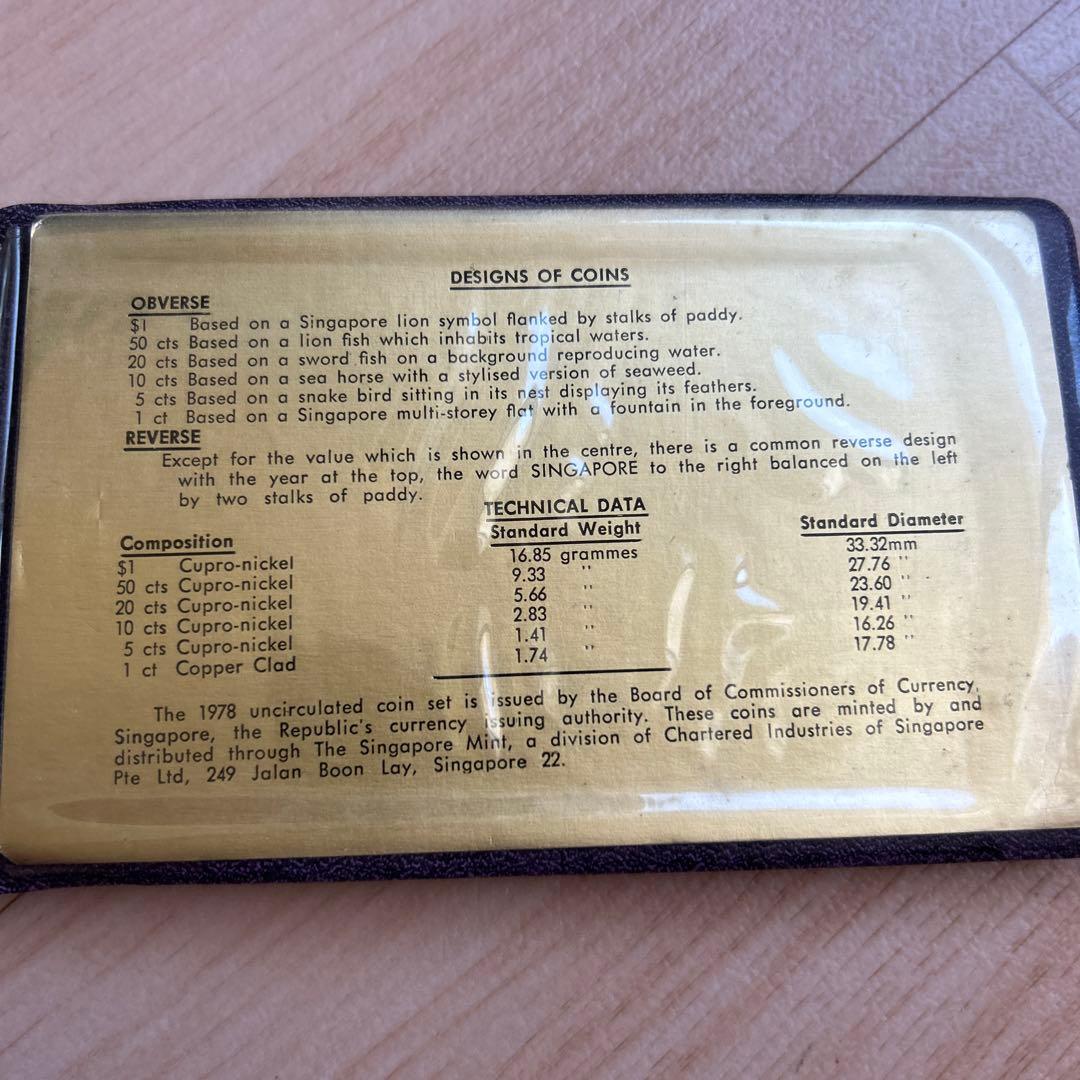 DESIGNS OF COINS
OBVERSE
$1 Based on a Singapore lion symbol flanked by stalks of paddy.
50 cts Based on a lion fish which inhabits tropical waters.
20 cts Based on a sword fish on a background reproducing water.
10 cts Based on a sea horse with a stylised version of seaweed.
5 cts Based on a snake bird sitting in its nest displaying its feathers.
1 ct Based on a Singapore multi-storey flat with a fountain in the foreground.
REVERSE
Except for the value which is shown in the centre, there is a common reverse design
with the year at the top, the word SINGAPORE to the right balanced on the left
by two stalks of paddy.
TECHNICAL DATA
Composition Standard Weight Standard Diameter
$1 Cupro-nickel 16.85 grammes 33.32mm
50 cts Cupro-nickel 9.33 " 27.76 "
20 cts Cupro-nickel 5.66 " 23.60 "
10 cts Cupro-nickel 2.83 " 19.41 "
5 cts Cupro-nickel 1.41 " 16.26 "
1 ct Copper Clad 1.74 " 17.78 "
The 1978 uncirculated coin set is issued by the Board of Commissioners of Currency,
Singapore, the Republic's currency issuing authority. These coins are minted by and
distributed through The Singapore Mint, a division of Chartered Industries of Singapore
Pte Ltd, 249 Jalan Boon Lay, Singapore 22.